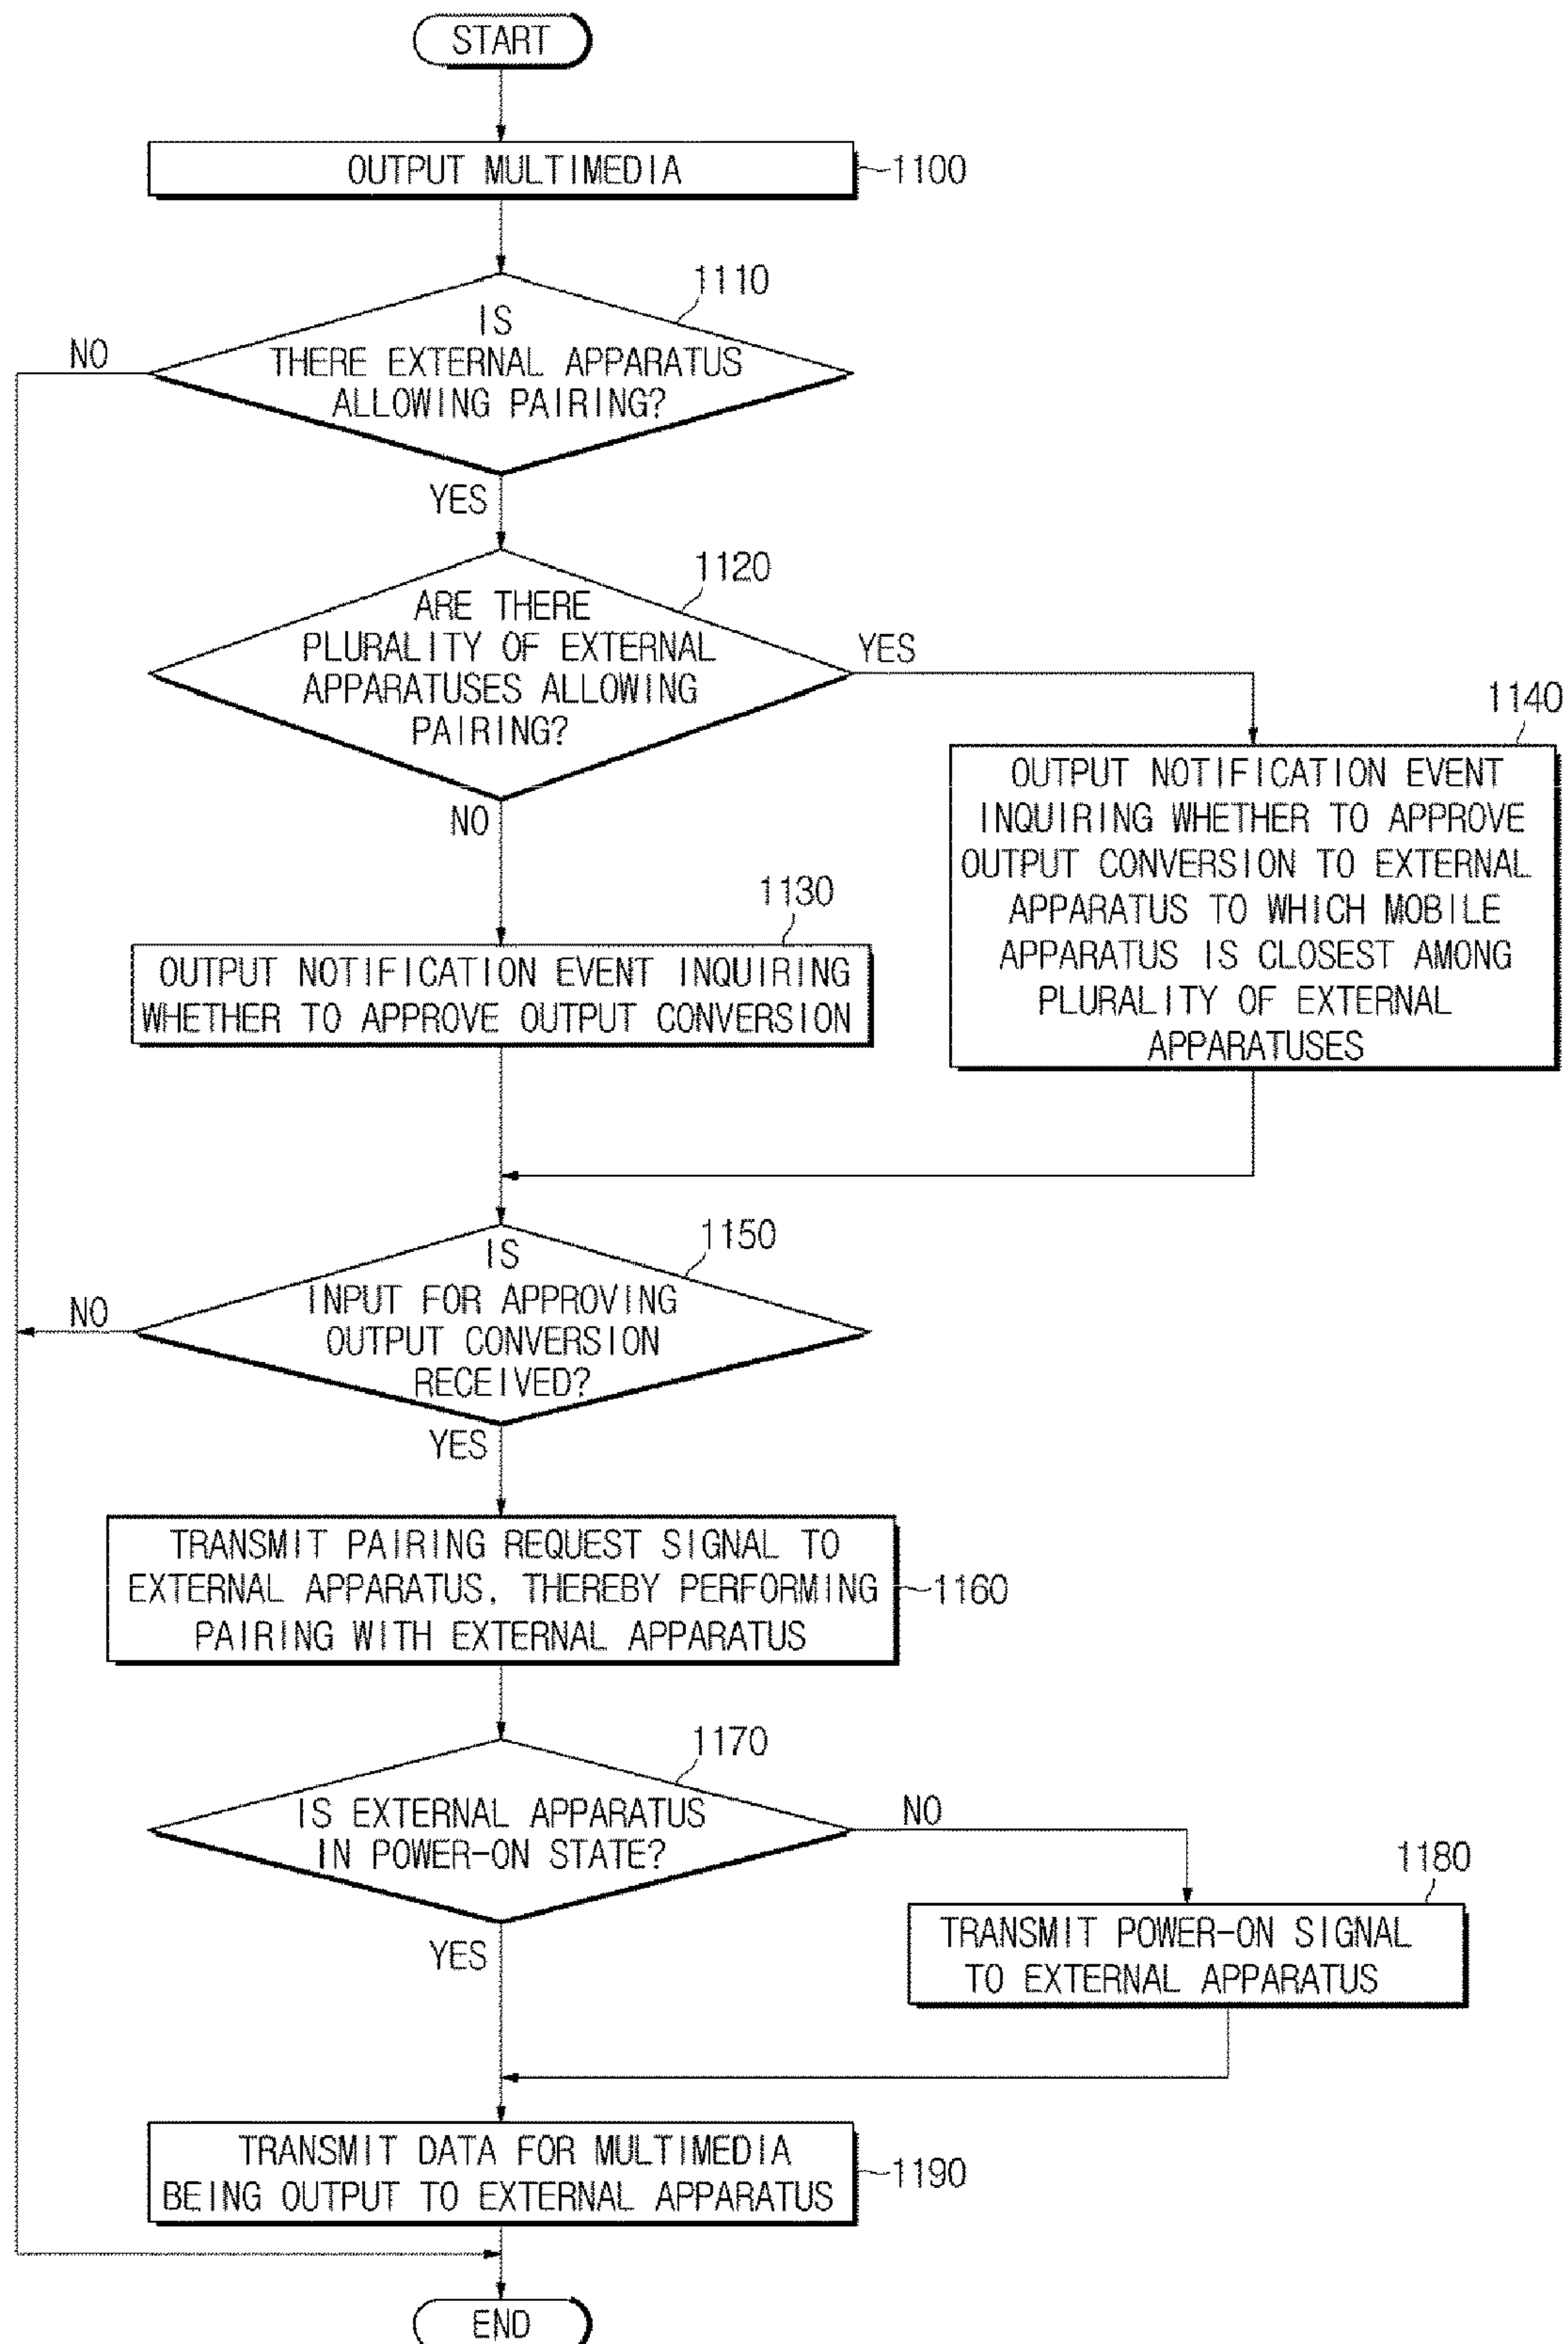 START
OUTPUT MULTIMEDIA
1100
1110
IS
THERE EXTERNAL APPARATUS
ALLOWING PAIRING?
NO
YES
1120
ARE THERE
PLURALITY OF EXTERNAL
APPARATUSES ALLOWING
PAIRING?
YES
NO
1140
OUTPUT NOTIFICATION EVENT
INQUIRING WHETHER TO APPROVE
OUTPUT CONVERSION TO EXTERNAL
APPARATUS TO WHICH MOBILE
APPARATUS IS CLOSEST AMONG
PLURALITY OF EXTERNAL
APPARATUSES
1130
OUTPUT NOTIFICATION EVENT INQUIRING
WHETHER TO APPROVE OUTPUT CONVERSION
1150
IS
INPUT FOR APPROVING
OUTPUT CONVERSION
RECEIVED?
NO
YES
TRANSMIT PAIRING REQUEST SIGNAL TO
EXTERNAL APPARATUS, THEREBY PERFORMING
PAIRING WITH EXTERNAL APPARATUS
1160
1170
IS EXTERNAL APPARATUS
IN POWER-ON STATE?
NO
YES
1180
TRANSMIT POWER-ON SIGNAL
TO EXTERNAL APPARATUS
TRANSMIT DATA FOR MULTIMEDIA
BEING OUTPUT TO EXTERNAL APPARATUS
1190
END